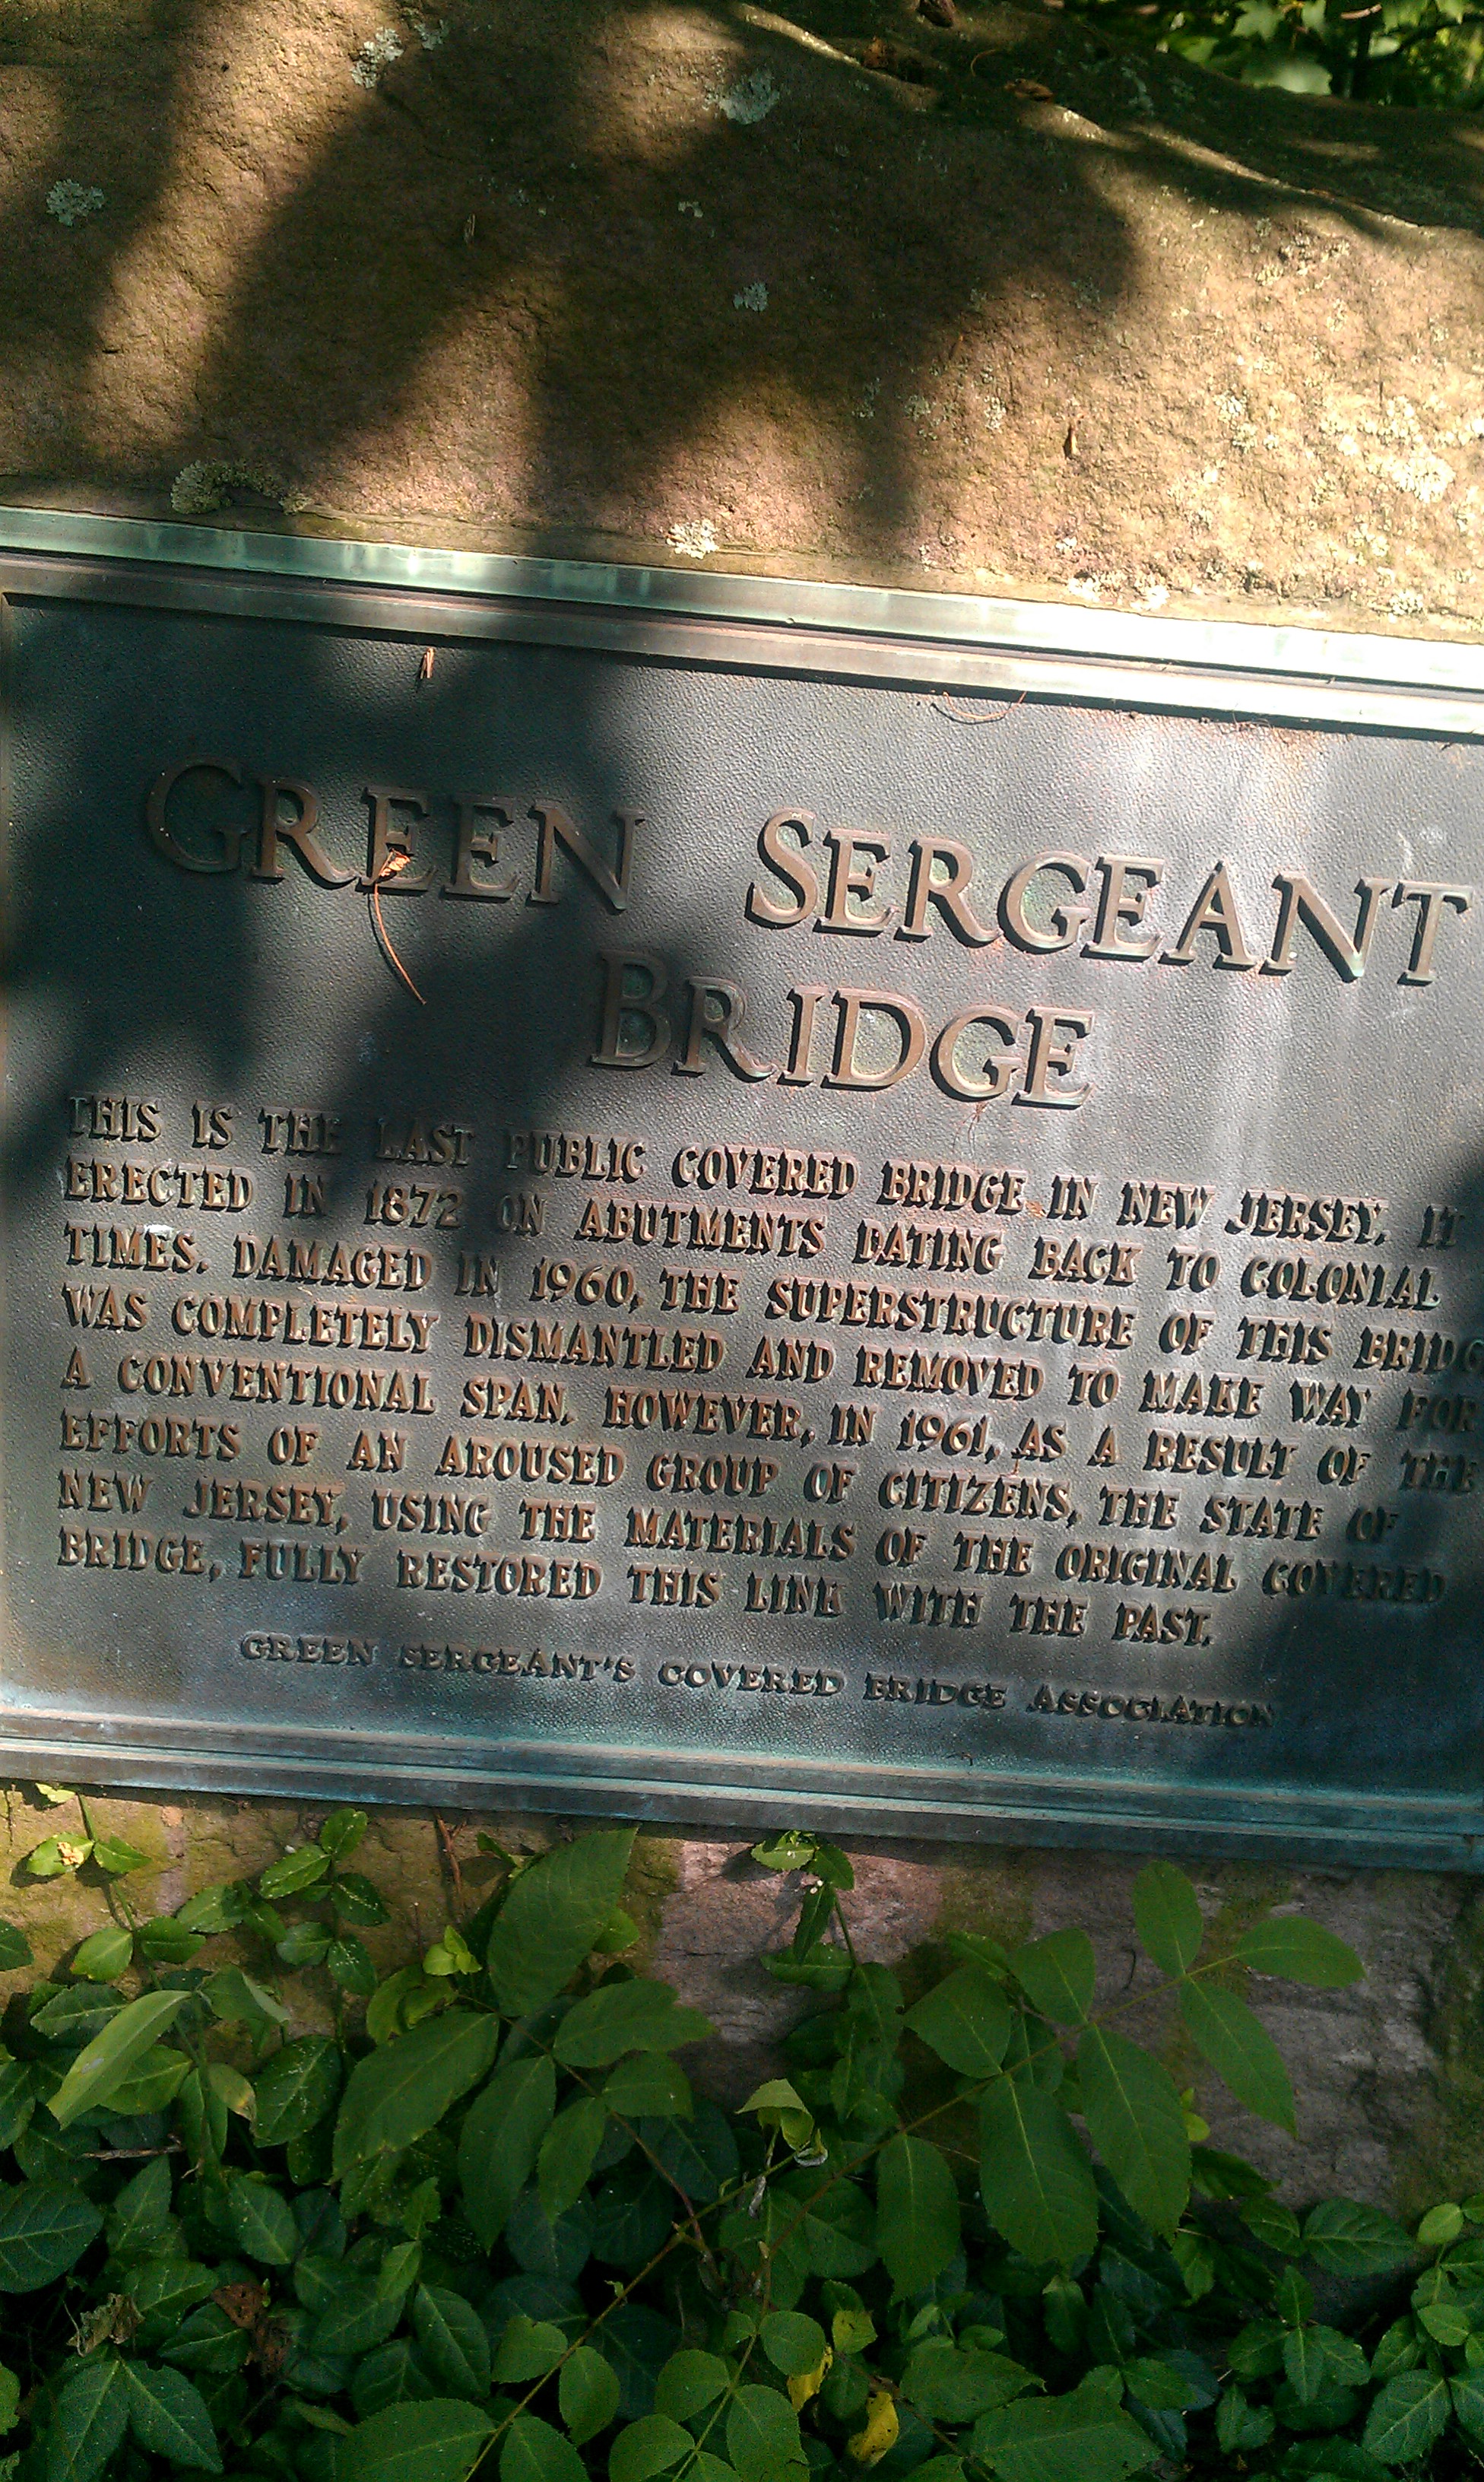 GREEN SERGEANT
BRIDGE
THIS IS THE LAST PUBLIC COVERED BRIDGE IN NEW JERSEY. IT
ERECTED IN 1872 ON ABUTMENTS DATING BACK TO COLONIAL
TIMES. DAMAGED IN 1960, THE SUPERSTRUCTURE OF THIS BRIDG
WAS COMPLETELY DISMANTLED AND REMOVED TO MAKE WAY FOR
A CONVENTIONAL SPAN. HOWEVER, IN 1961, AS A RESULT OF THE
EFFORTS OF AN AROUSED GROUP OF CITIZENS, THE STATE OF
NEW JERSEY, USING THE MATERIALS OF THE ORIGINAL COVERED
BRIDGE, FULLY RESTORED THIS LINK WITH THE PAST.
GREEN SERGEANT'S COVERED BRIDGE ASSOCIATION